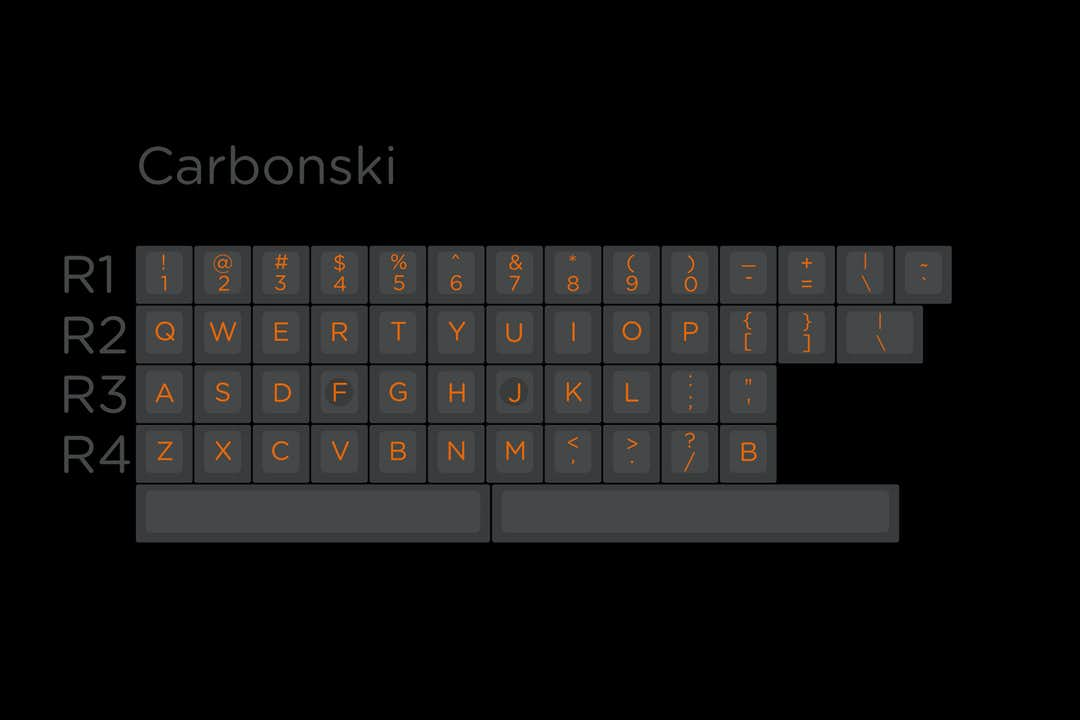 Carbonski
R1 ! @ # $ % ^ & * ( ) — + | ~
1 2 3 4 5 6 7 8 9 0 - = \ `
R2 Q W E R T Y U I O P { } |
[ ] \
R3 A S D F G H J K L : "
; '
R4 Z X C V B N M < > ? B
, . /